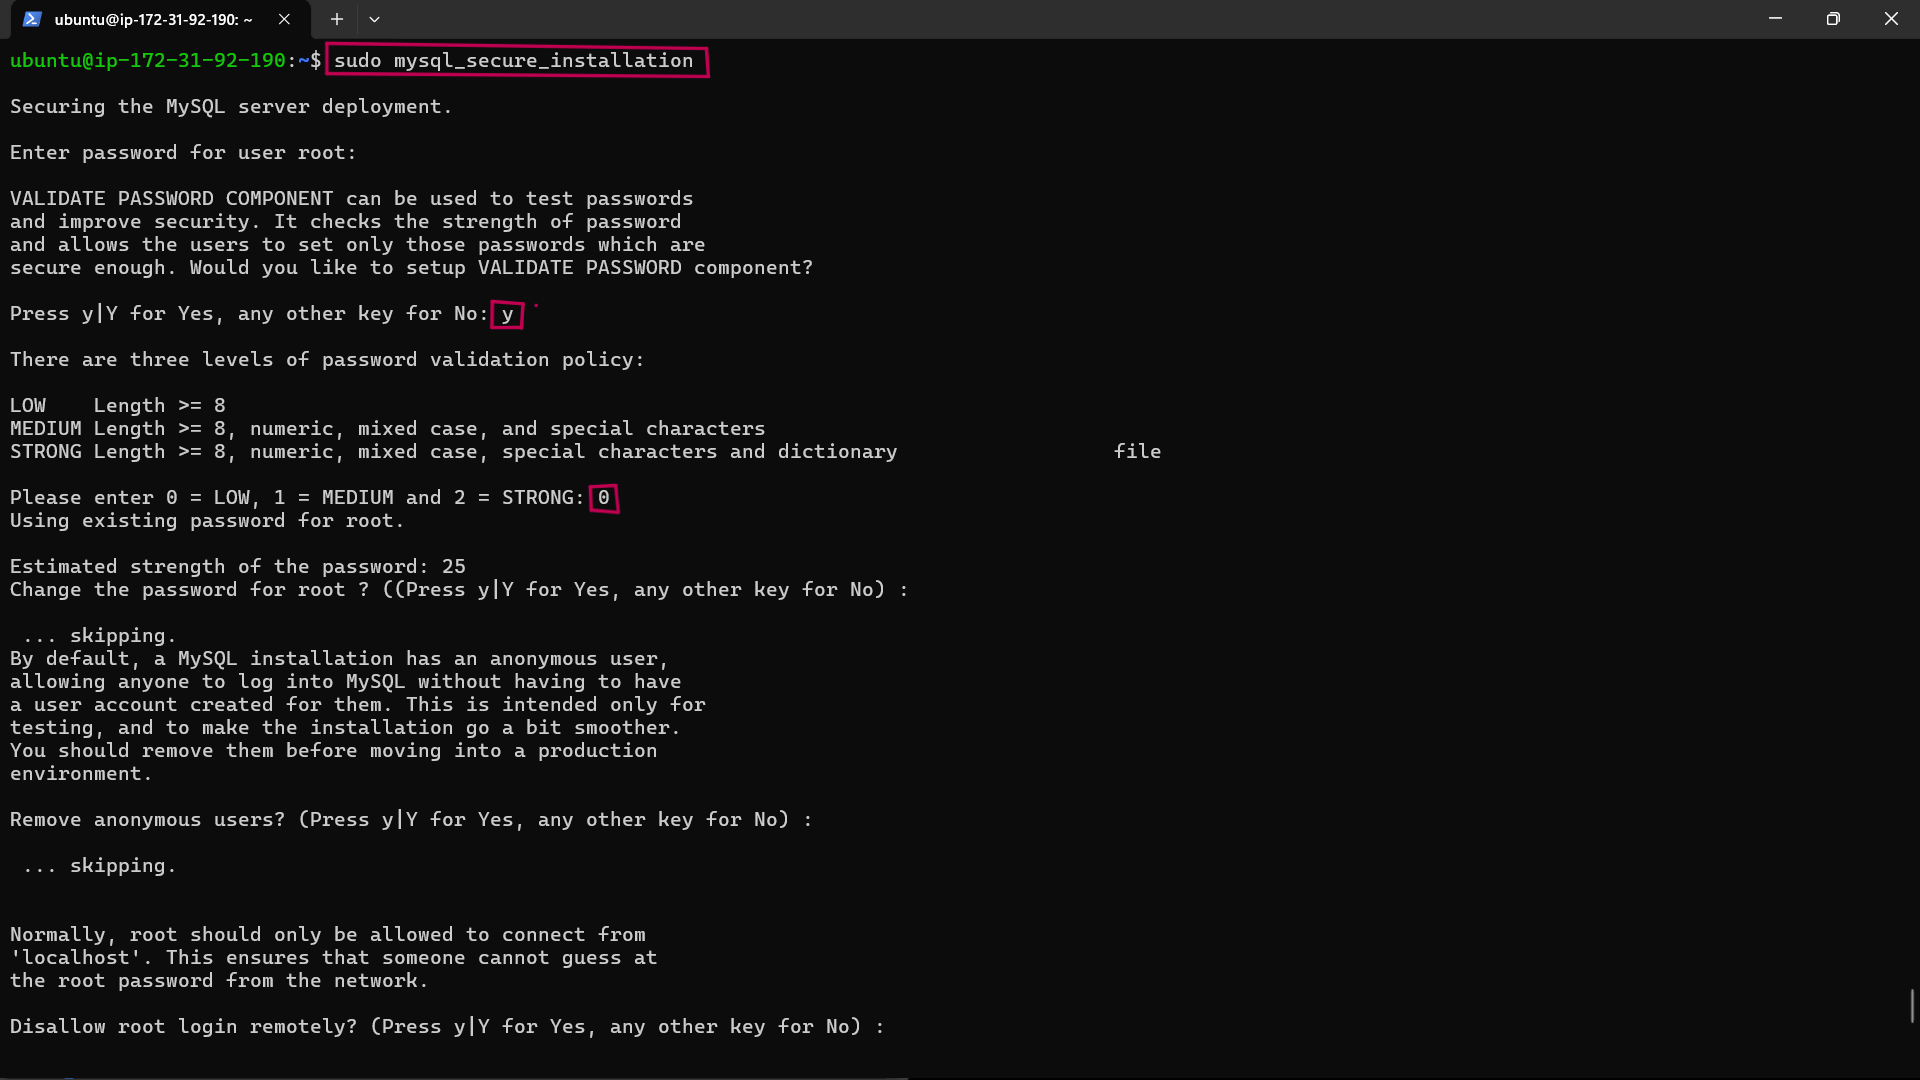 ubuntu@ip-172-31-92-190: ~
ubuntu@ip-172-31-92-190:~$ sudo mysql_secure_installation
Securing the MySQL server deployment.
Enter password for user root:
VALIDATE PASSWORD COMPONENT can be used to test passwords
and improve security. It checks the strength of password
and allows the users to set only those passwords which are
secure enough. Would you like to setup VALIDATE PASSWORD component?
Press y|Y for Yes, any other key for No: y
There are three levels of password validation policy:
LOW    Length >= 8
MEDIUM Length >= 8, numeric, mixed case, and special characters
STRONG Length >= 8, numeric, mixed case, special characters and dictionary                  file
Please enter 0 = LOW, 1 = MEDIUM and 2 = STRONG: 0
Using existing password for root.
Estimated strength of the password: 25
Change the password for root ? ((Press y|Y for Yes, any other key for No) :
 ... skipping.
By default, a MySQL installation has an anonymous user,
allowing anyone to log into MySQL without having to have
a user account created for them. This is intended only for
testing, and to make the installation go a bit smoother.
You should remove them before moving into a production
environment.
Remove anonymous users? (Press y|Y for Yes, any other key for No) :
 ... skipping.
Normally, root should only be allowed to connect from
'localhost'. This ensures that someone cannot guess at
the root password from the network.
Disallow root login remotely? (Press y|Y for Yes, any other key for No) :